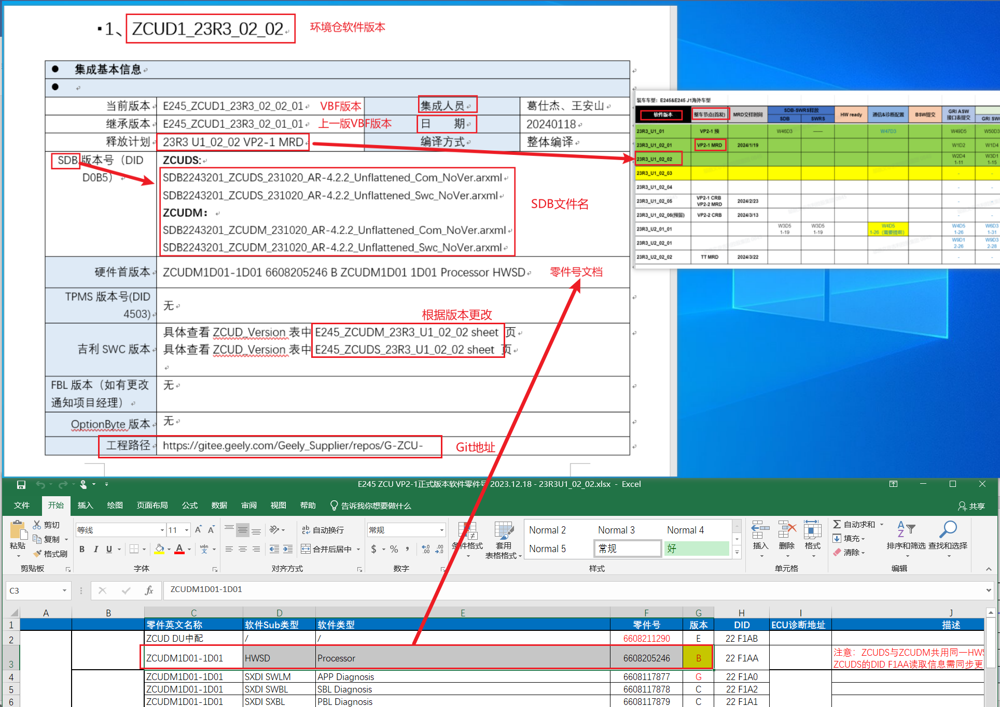 1、ZCUD1_23R3_02_02 环境仓软件版本
集成基本信息
当前版本 E245_ZCUD1_23R3_02_02_01 VBF版本 集成人员 葛仕杰、王安山
继承版本 E245_ZCUD1_23R3_02_01_01 上一版VBF版本 日 期 20240118
释放计划 23R3 U1_02_02 VP2-1 MRD 编译方式 整体编译
SDB 版本号（DID D0B5） ZCUDS:
SDB2243201_ZCUDS_231020_AR-4.2.2_Unflattened_Com_NoVer.arxml
SDB2243201_ZCUDS_231020_AR-4.2.2_Unflattened_Swc_NoVer.arxml
SDB文件名
ZCUDM：
SDB2243201_ZCUDM_231020_AR-4.2.2_Unflattened_Com_NoVer.arxml
SDB2243201_ZCUDM_231020_AR-4.2.2_Unflattened_Swc_NoVer.arxml
硬件首版本 ZCUDM1D01-1D01 6608205246 B ZCUDM1D01 1D01 Processor HWSD 零件号文档
TPMS 版本号(DID 4503) 无
根据版本更改
吉利 SWC 版本 具体查看 ZCUD_Version 表中 E245_ZCUDM_23R3_U1_02_02 sheet 页
具体查看 ZCUD_Version 表中 E245_ZCUDS_23R3_U1_02_02 sheet 页
FBL 版本（如有更改通知项目经理） 无
OptionByte 版本 无
工程路径 https://gitee.geely.com/Geely_Supplier/repos/G-ZCU- Git地址
装车车型：E245&E245 J1海外车型
软件版本 整车节点(首发) MRD交样时间 SDB-SWRS释放 HW ready 通信&诊断配置 BSW提交 GRI ASW 接口表提交
SDB SWRS GRI SW
23R3_U1_01 VP2-1 预 W46D3 —— W47D3 W49D5 W50D3
23R3_U1_02_01 VP2-1 MRD 2024/1/19 W1D2 W1D4
23R3_U1_02_02 W2D4 1-11 W3D1 1-15
23R3_U1_02_03 - -
23R3_U1_02_04 - -
23R3_U1_02_05 VP2-1 CRB VP2-2 MRD 2024/2/23 - -
23R3_U1_02_06(预留) VP2-2 CRB 2024/3/13 - -
23R3_U2_01_01 W3D5 1-19 W3D5 1-19 W4D5 1-26（需要提前） W4D5 1-26 W6D3 1-31
23R3_U2_02_01 W9D1 2-26 W9D3 2-28
23R3_U2_02_02 TT MRD 2024/3/22 - -
E245 ZCU VP2-1正式版本软件零件号 2023.12.18 - 23R3U1_02_02.xlsx - Excel
文件 开始 插入 绘图 页面布局 公式 数据 审阅 视图 帮助 告诉我你想要做什么 共享
粘贴 剪切 复制 格式刷
等线 11 自动换行 常规
B I U wén 文 合并后居中 $ % ,
条件格式 套用表格格式
Normal 2 Normal 3 Normal 4
Normal 5 常规 好
插入 删除 格式
自动求和 填充 清除 排序和筛选 查找和选择
剪贴板 字体 对齐方式 数字 样式 单元格 编辑
C3 fx ZCUDM1D01-1D01
A B C D E F G H I J
1 零件英文名称 软件Sub类型 软件类型 零件号 版本 DID ECU诊断地址 描述
2 ZCUD DU中配 / / 6608211290 E 22 F1AB
3 ZCUDM1D01-1D01 HWSD Processor 6608205246 B 22 F1AA 注意：ZCUDS与ZCUDM共用同一HWS
ZCUDS的DID F1AA读取信息需同步更
4 ZCUDM1D01-1D01 SXDI SWLM APP Diagnosis 6608117877 G 22 F1A0
5 ZCUDM1D01-1D01 SXDI SWBL SBL Diagnosis 6608117878 C 22 F1A2
6 ZCUDM1D01-1D01 SXDI SXBL PBL Diagnosis 6608117879 C 22 F1A1